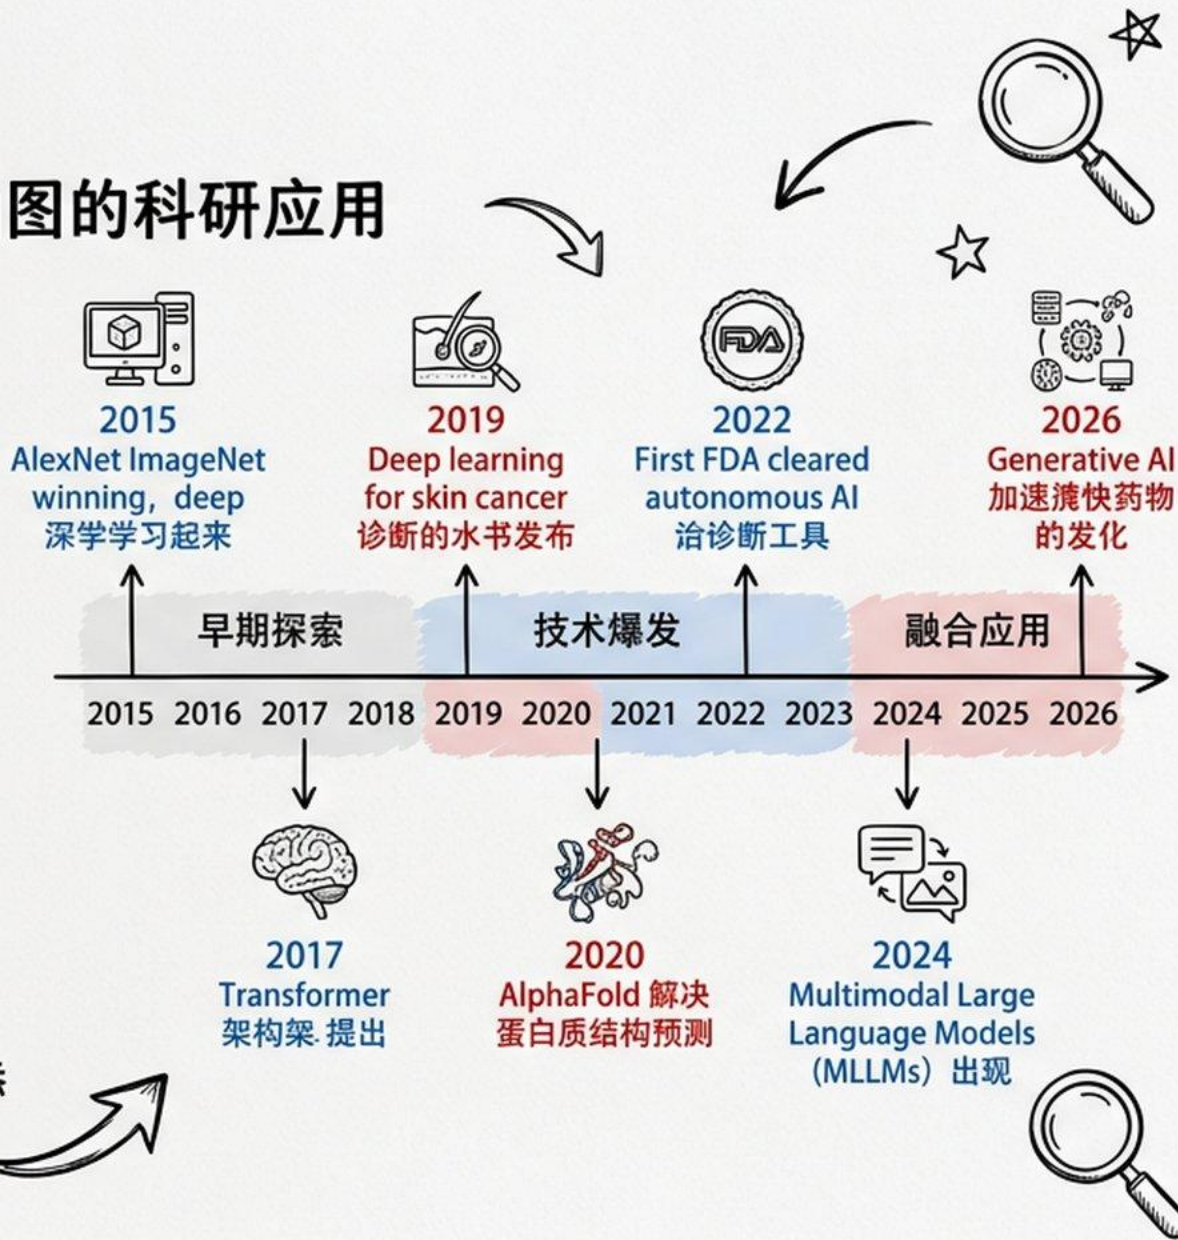 图的科研应用
FDA
2015
AlexNet ImageNet
winning, deep
深学学习起来
2019
Deep learning
for skin cancer
诊断的水书发布
2022
First FDA cleared
autonomous AI
诊断工具
2026
Generative AI
加速 快药物
的发化
早期探索
技术爆发
融合应用
2015 2016 2017 2018 2019 2020 2021 2022 2023 2024 2025 2026
2017
Transformer
架构架. 提出
2020
AlphaFold 解决
蛋白质结构预测
2024
Multimodal Large
Language Models
(MLLMs) 出现